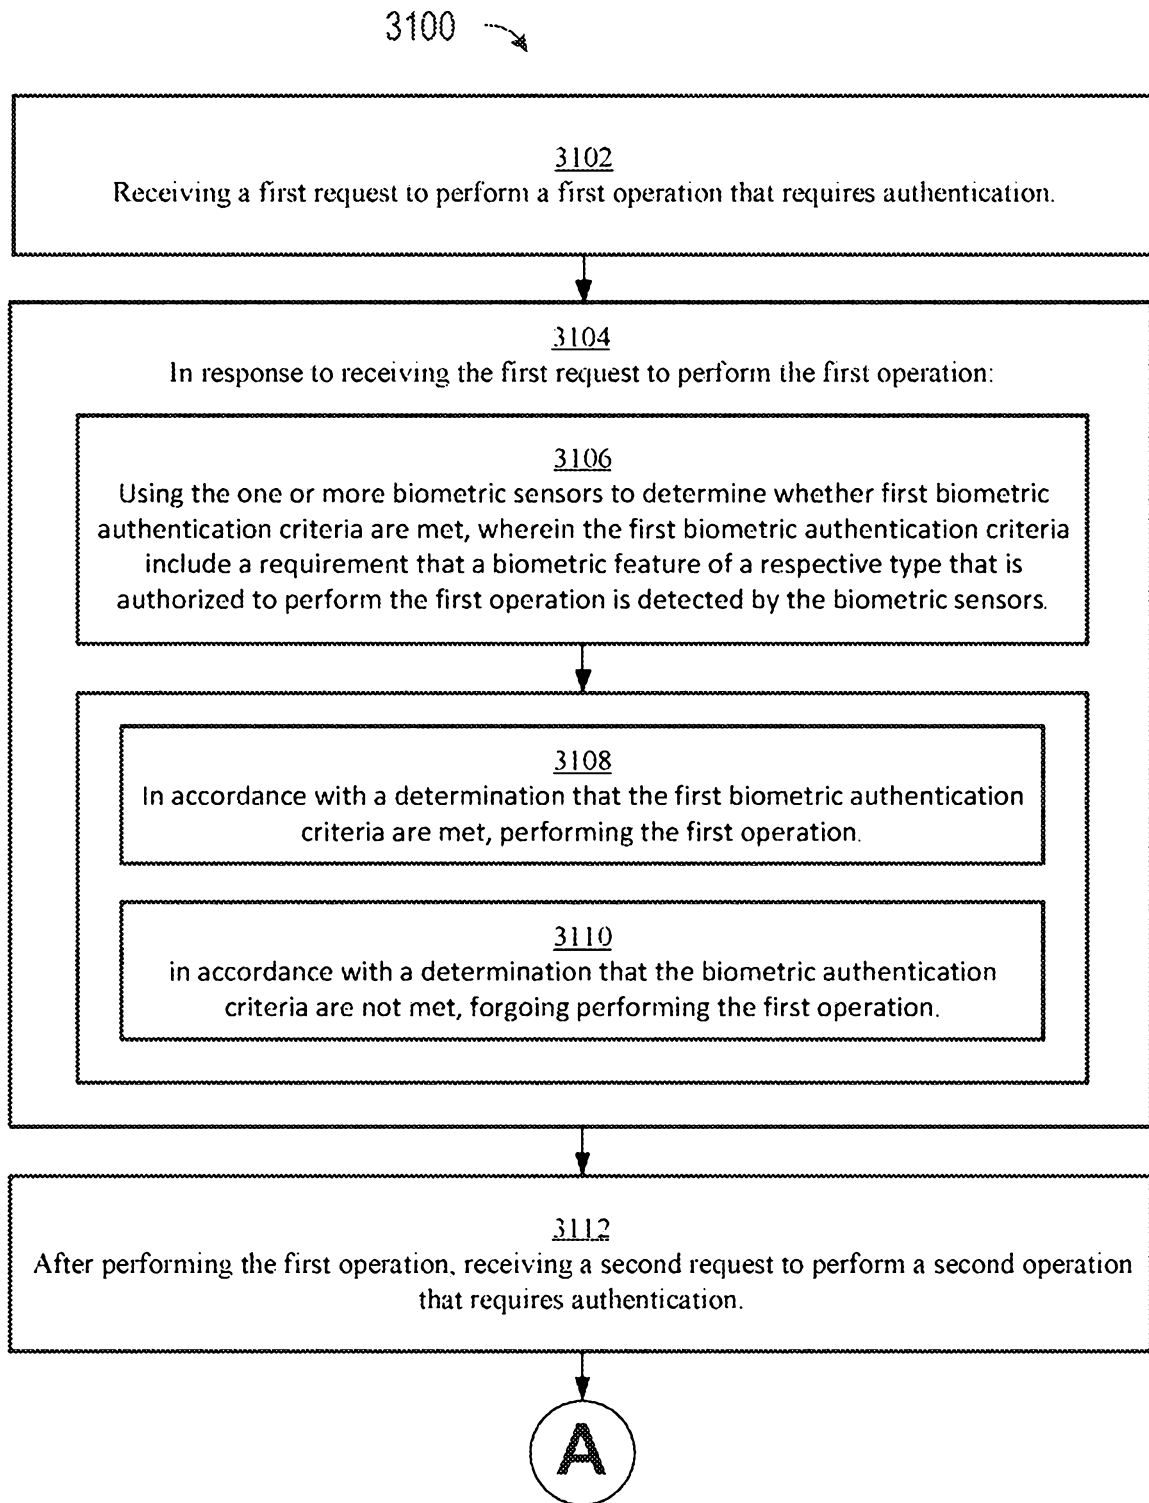 3100
3102
Receiving a first request to perform a first operation that requires authentication.
3104
In response to receiving the first request to perform the first operation:
3106
Using the one or more biometric sensors to determine whether first biometric
authentication criteria are met, wherein the first biometric authentication criteria
include a requirement that a biometric feature of a respective type that is
authorized to perform the first operation is detected by the biometric sensors.
3108
In accordance with a determination that the first biometric authentication
criteria are met, performing the first operation.
3110
in accordance with a determination that the biometric authentication
criteria are not met, forgoing performing the first operation.
3112
After performing the first operation, receiving a second request to perform a second operation
that requires authentication.
A